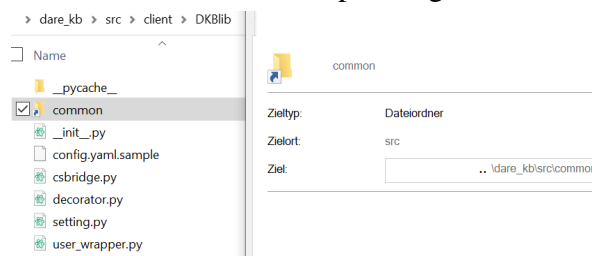 > dare_kb > src > client > DKBlib
Name
__pycache__
common
__init__.py
config.yaml.sample
csbridge.py
decorator.py
setting.py
user_wrapper.py
common
Zieltyp: Dateiordner
Zielort: src
Ziel: .. \dare_kb\src\common